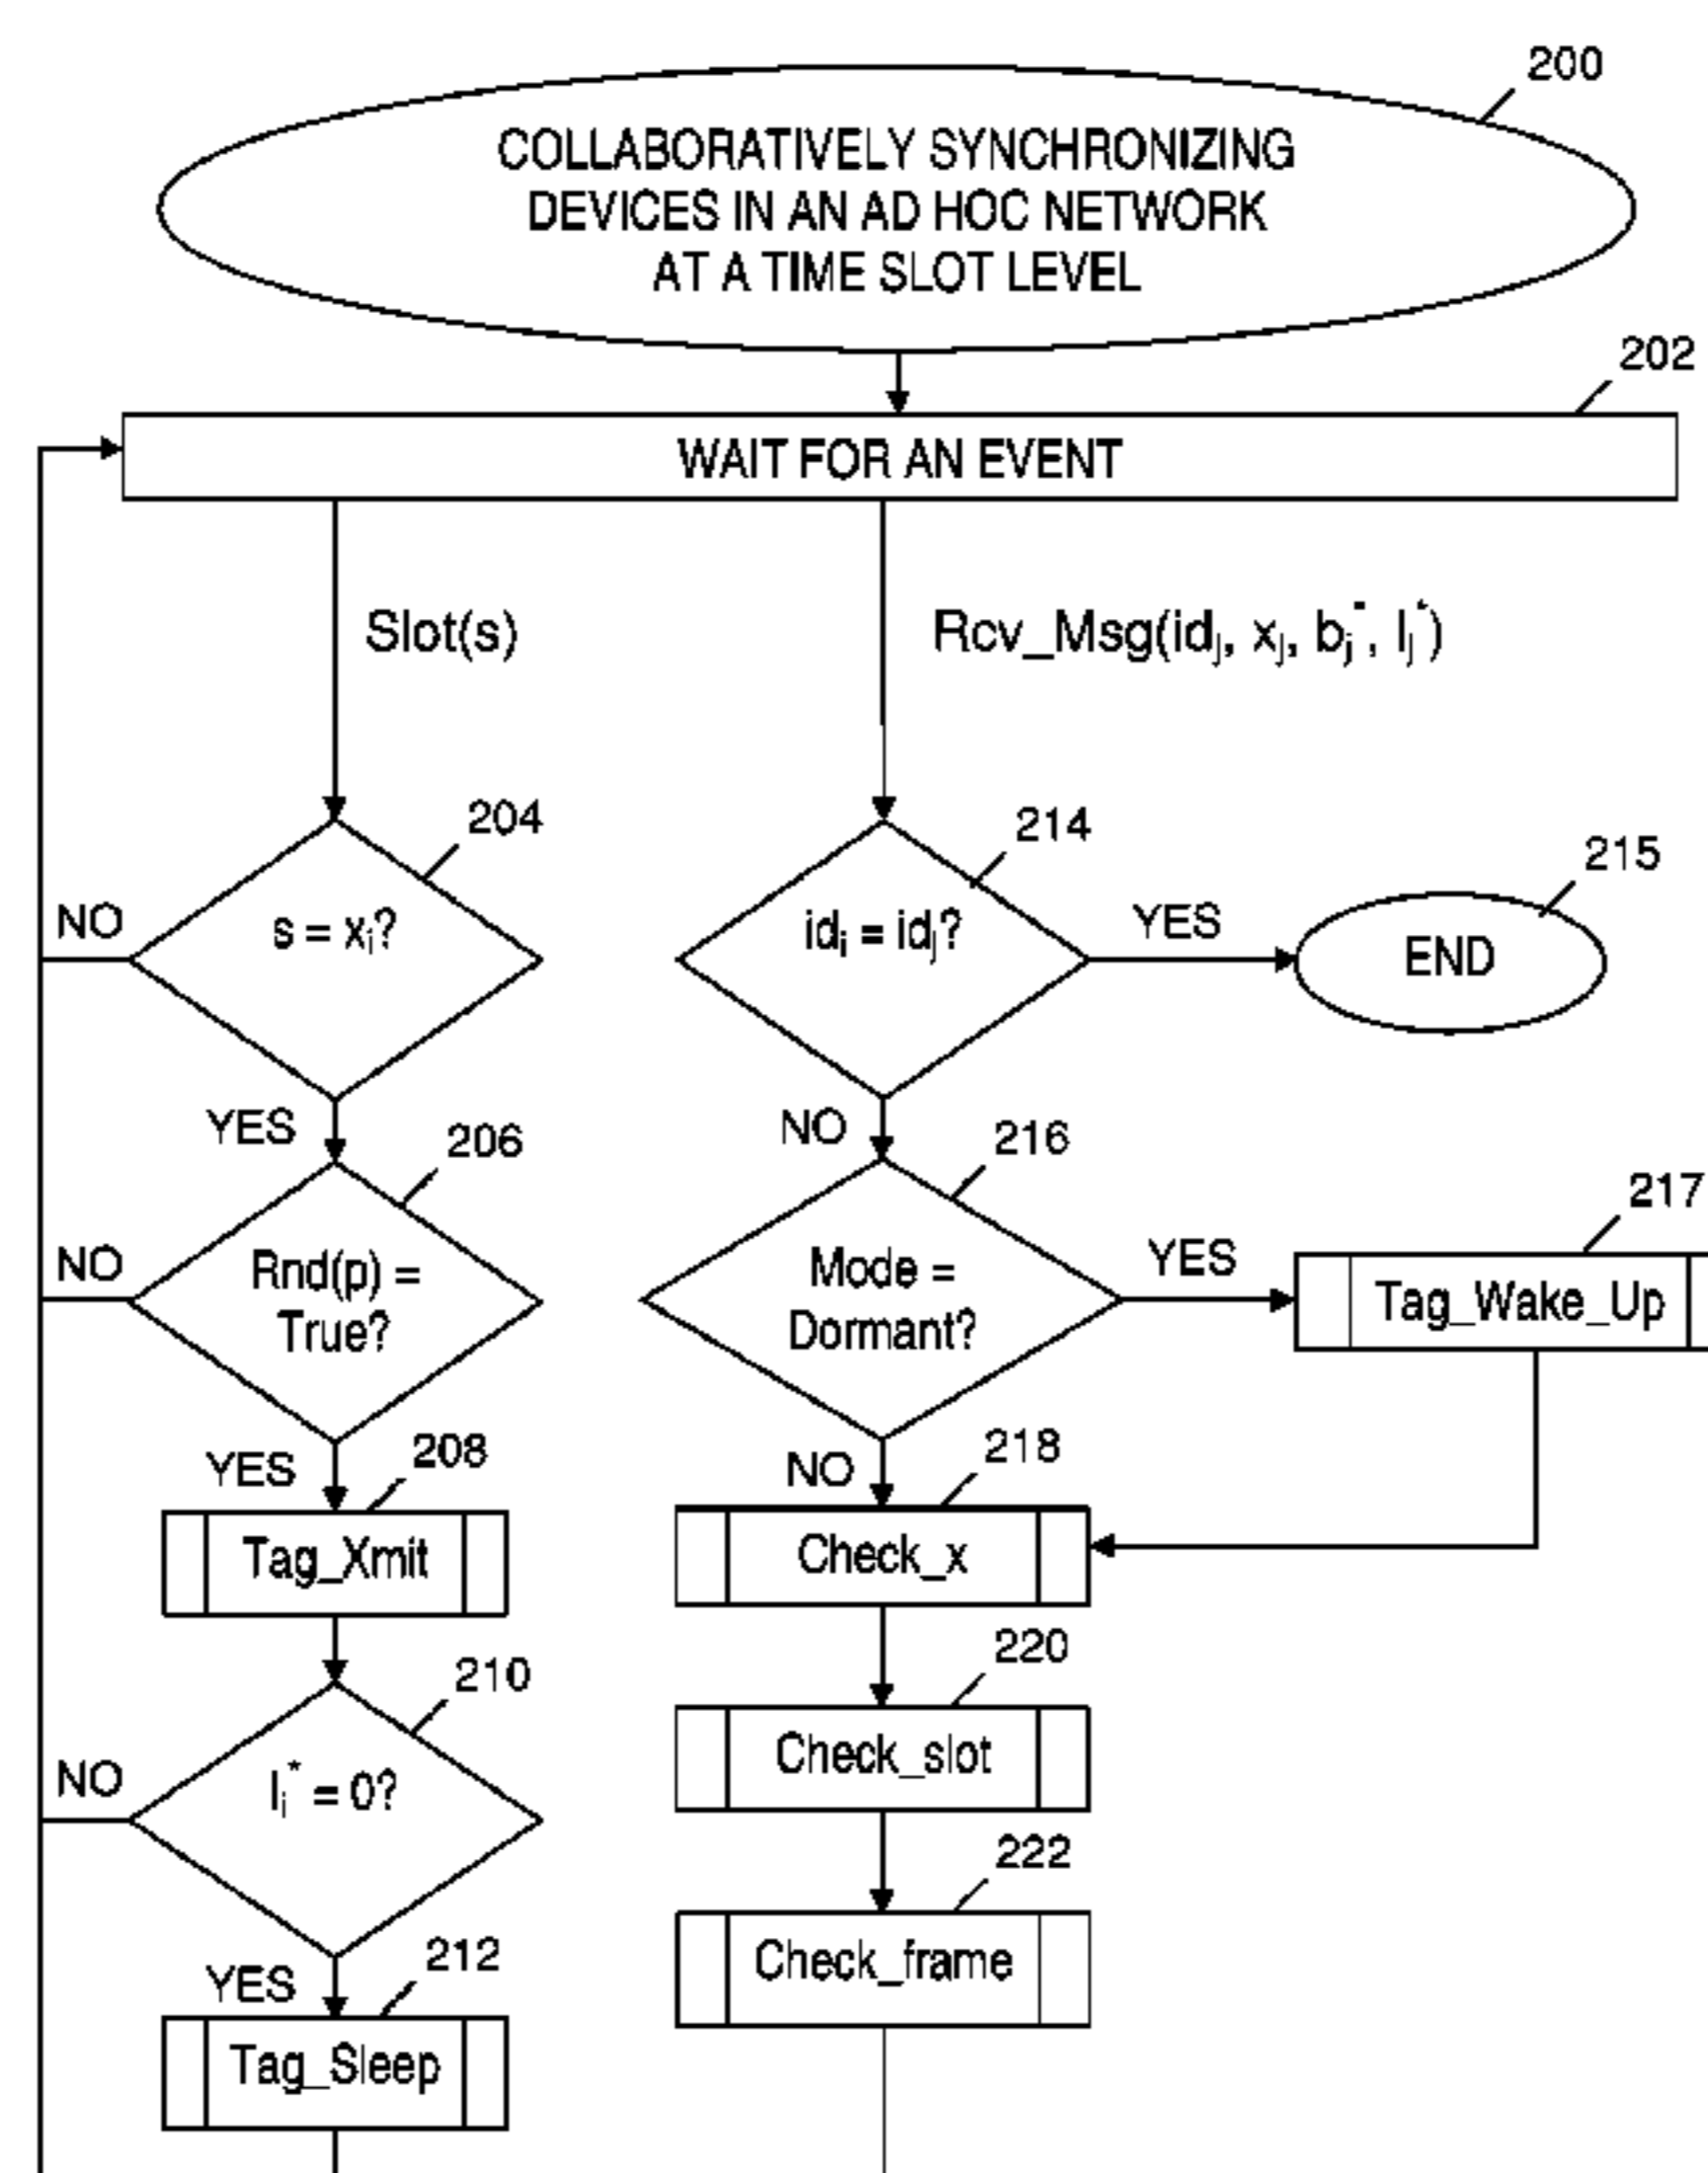 200
COLLABORATIVELY SYNCHRONIZING
DEVICES IN AN AD HOC NETWORK
AT A TIME SLOT LEVEL
202
WAIT FOR AN EVENT
Slot(s)
Rcv_Msg(idj, xj, bj*, lj*)
204
s = xi?
NO
YES
214
idi = idj?
YES
NO
215
END
206
Rnd(p) =
True?
NO
YES
216
Mode =
Dormant?
YES
NO
217
Tag_Wake_Up
208
Tag_Xmit
218
Check_x
210
li* = 0?
NO
YES
220
Check_slot
222
Check_frame
212
Tag_Sleep